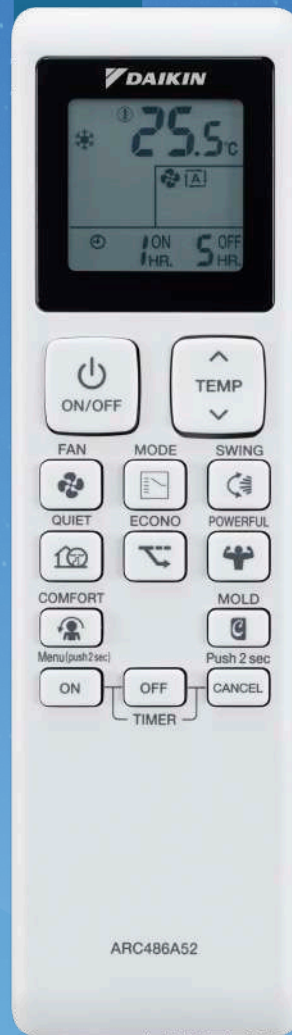 DAIKIN
25.5°C
A
1 ON HR. 5 OFF HR.
ON/OFF
TEMP
FAN MODE SWING
QUIET ECONO POWERFUL
COMFORT MOLD
Menu(push 2 sec) Push 2 sec
ON OFF CANCEL
TIMER
ARC486A52